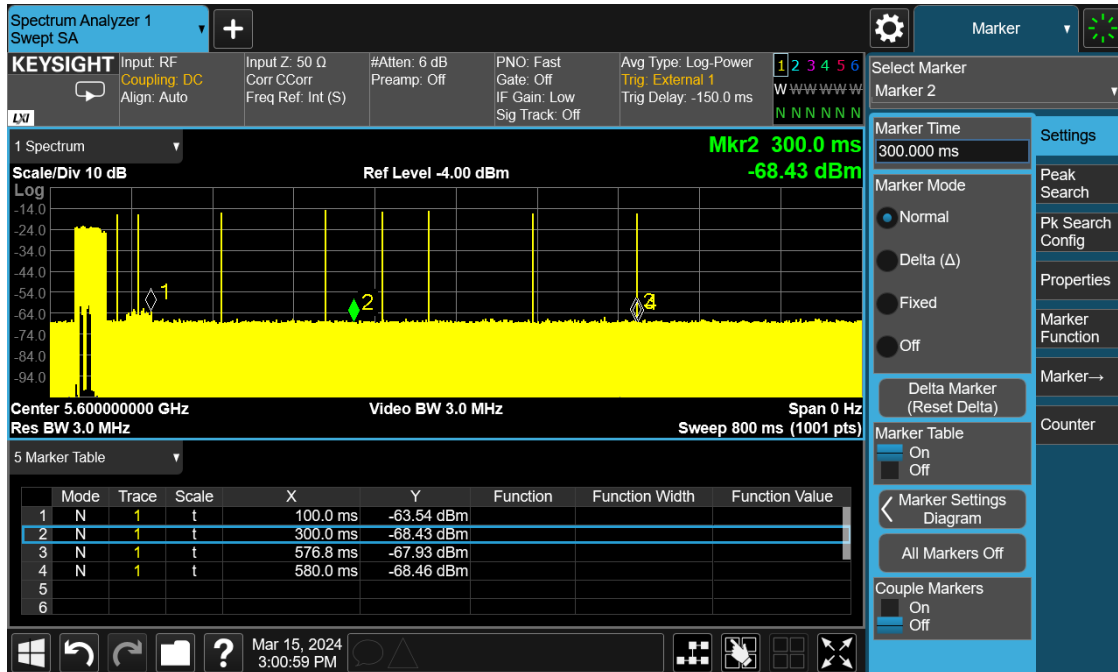 Spectrum Analyzer 1
Swept SA
Marker
KEYSIGHT
LXI
Input: RF
Coupling: DC
Align: Auto
Input Z: 50 Ω
Corr CCorr
Freq Ref: Int (S)
#Atten: 6 dB
Preamp: Off
PNO: Fast
Gate: Off
IF Gain: Low
Sig Track: Off
Avg Type: Log-Power
Trig: External 1
Trig Delay: -150.0 ms
1 2 3 4 5 6
W W W W W W
N N N N N N
1 Spectrum
Mkr2 300.0 ms
-68.43 dBm
Scale/Div 10 dB
Ref Level -4.00 dBm
Log
-14.0
-24.0
-34.0
-44.0
-54.0
-64.0
-74.0
-84.0
-94.0
1
2
Center 5.600000000 GHz
Video BW 3.0 MHz
Span 0 Hz
Res BW 3.0 MHz
Sweep 800 ms (1001 pts)
5 Marker Table
Mode Trace Scale X Y Function Function Width Function Value
1 N 1 t 100.0 ms -63.54 dBm
2 N 1 t 300.0 ms -68.43 dBm
3 N 1 t 576.8 ms -67.93 dBm
4 N 1 t 580.0 ms -68.46 dBm
5
6
?
Mar 15, 2024
3:00:59 PM
Select Marker
Marker 2
Marker Time
300.000 ms
Marker Mode
Normal
Delta (Δ)
Fixed
Off
Delta Marker
(Reset Delta)
Marker Table
On
Off
Marker Settings
Diagram
All Markers Off
Couple Markers
On
Off
Settings
Peak
Search
Pk Search
Config
Properties
Marker
Function
Marker→
Counter